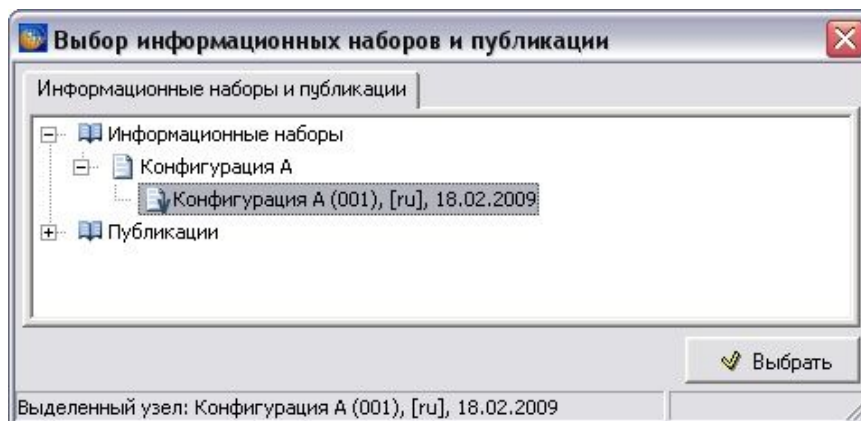 Выбор информационных наборов и публикации
Информационные наборы и публикации
Информационные наборы
Конфигурация А
Конфигурация А (001), [ru], 18.02.2009
Публикации
Выбрать
Выделенный узел: Конфигурация А (001), [ru], 18.02.2009